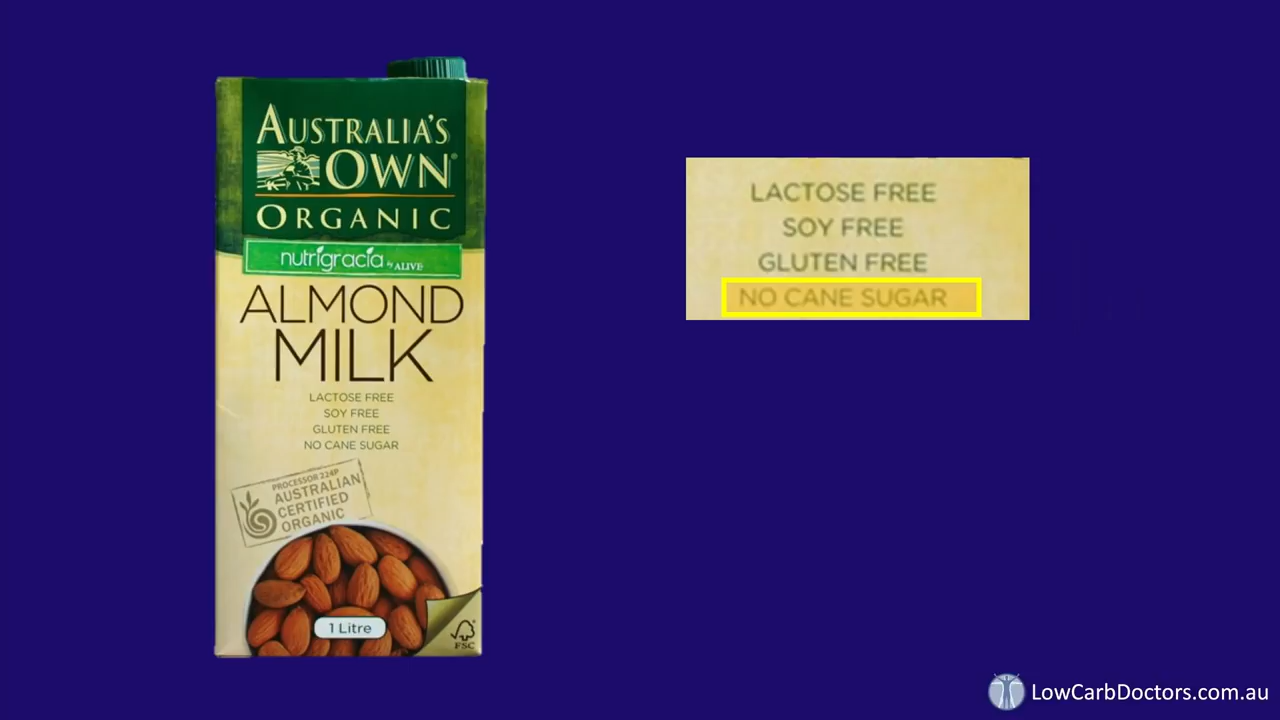 AUSTRALIA'S
OWN®
ORGANIC
nutrigracia by ALIVE
ALMOND
MILK
LACTOSE FREE
SOY FREE
GLUTEN FREE
NO CANE SUGAR
PROCESSOR 224P
AUSTRALIAN
CERTIFIED
ORGANIC
1 Litre
FSC
LACTOSE FREE
SOY FREE
GLUTEN FREE
NO CANE SUGAR
LowCarbDoctors.com.au